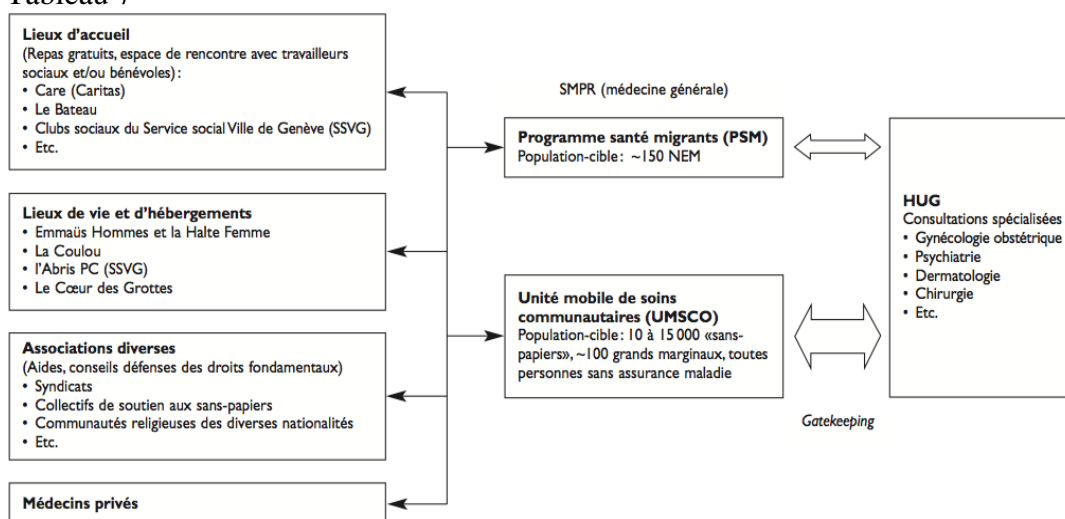 Lieux d'accueil
(Repas gratuits, espace de rencontre avec travailleurs
sociaux et/ou bénévoles) :
• Care (Caritas)
• Le Bateau
• Clubs sociaux du Service social Ville de Genève (SSVG)
• Etc.
Lieux de vie et d'hébergements
• Emmaüs Hommes et la Halte Femme
• La Coulou
• l'Abris PC (SSVG)
• Le Cœur des Grottes
Associations diverses
(Aides, conseils défenses des droits fondamentaux)
• Syndicats
• Collectifs de soutien aux sans-papiers
• Communautés religieuses des diverses nationalités
• Etc.
Médecins privés
SMPR (médecine générale)
Programme santé migrants (PSM)
Population-cible : ~150 NEM
Unité mobile de soins
communautaires (UMSCO)
Population-cible : 10 à 15 000 «sans-
papiers», ~100 grands marginaux, toutes
personnes sans assurance maladie
Gatekeeping
HUG
Consultations spécialisées
• Gynécologie obstétrique
• Psychiatrie
• Dermatologie
• Chirurgie
• Etc.